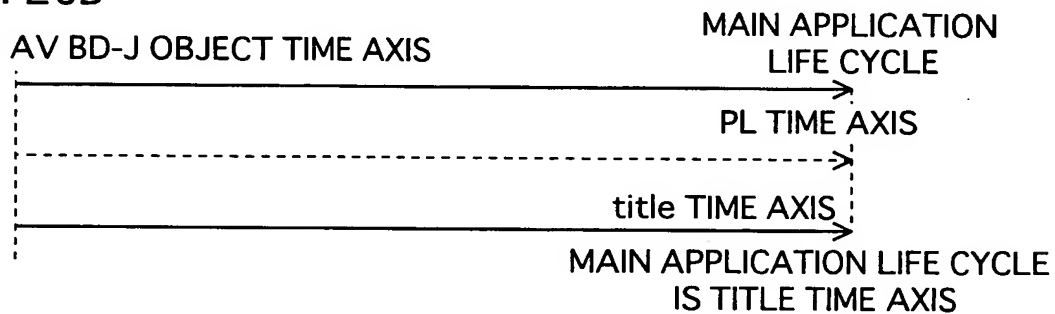 AV BD-J OBJECT TIME AXIS
MAIN APPLICATION
LIFE CYCLE
PL TIME AXIS
title TIME AXIS
MAIN APPLICATION LIFE CYCLE
IS TITLE TIME AXIS